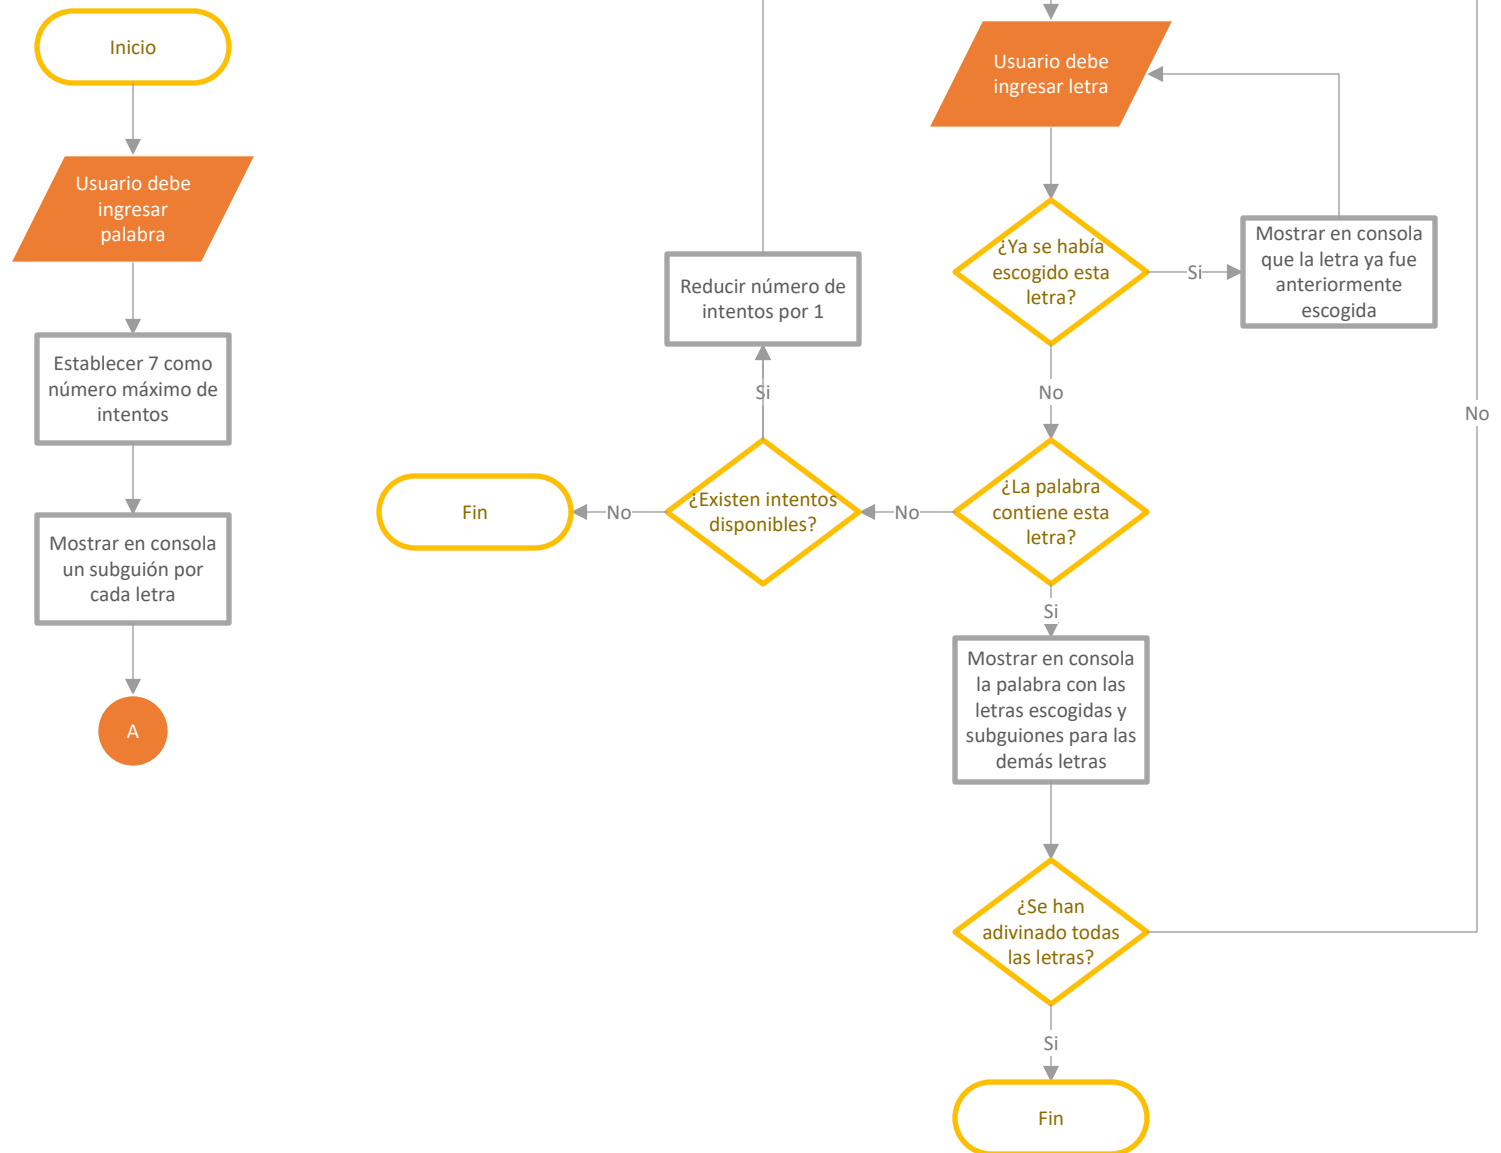 Inicio
Usuario debe
ingresar
palabra
Establecer 7 como
número máximo de
intentos
Mostrar en consola
un subguión por
cada letra
A
Usuario debe
ingresar letra
¿Ya se había
escogido esta
letra?
Si
Mostrar en consola
que la letra ya fue
anteriormente
escogida
No
¿La palabra
contiene esta
letra?
No
¿Existen intentos
disponibles?
Si
Reducir número de
intentos por 1
No
Fin
Si
Mostrar en consola
la palabra con las
letras escogidas y
subguiones para las
demás letras
¿Se han
adivinado todas
las letras?
No
Si
Fin